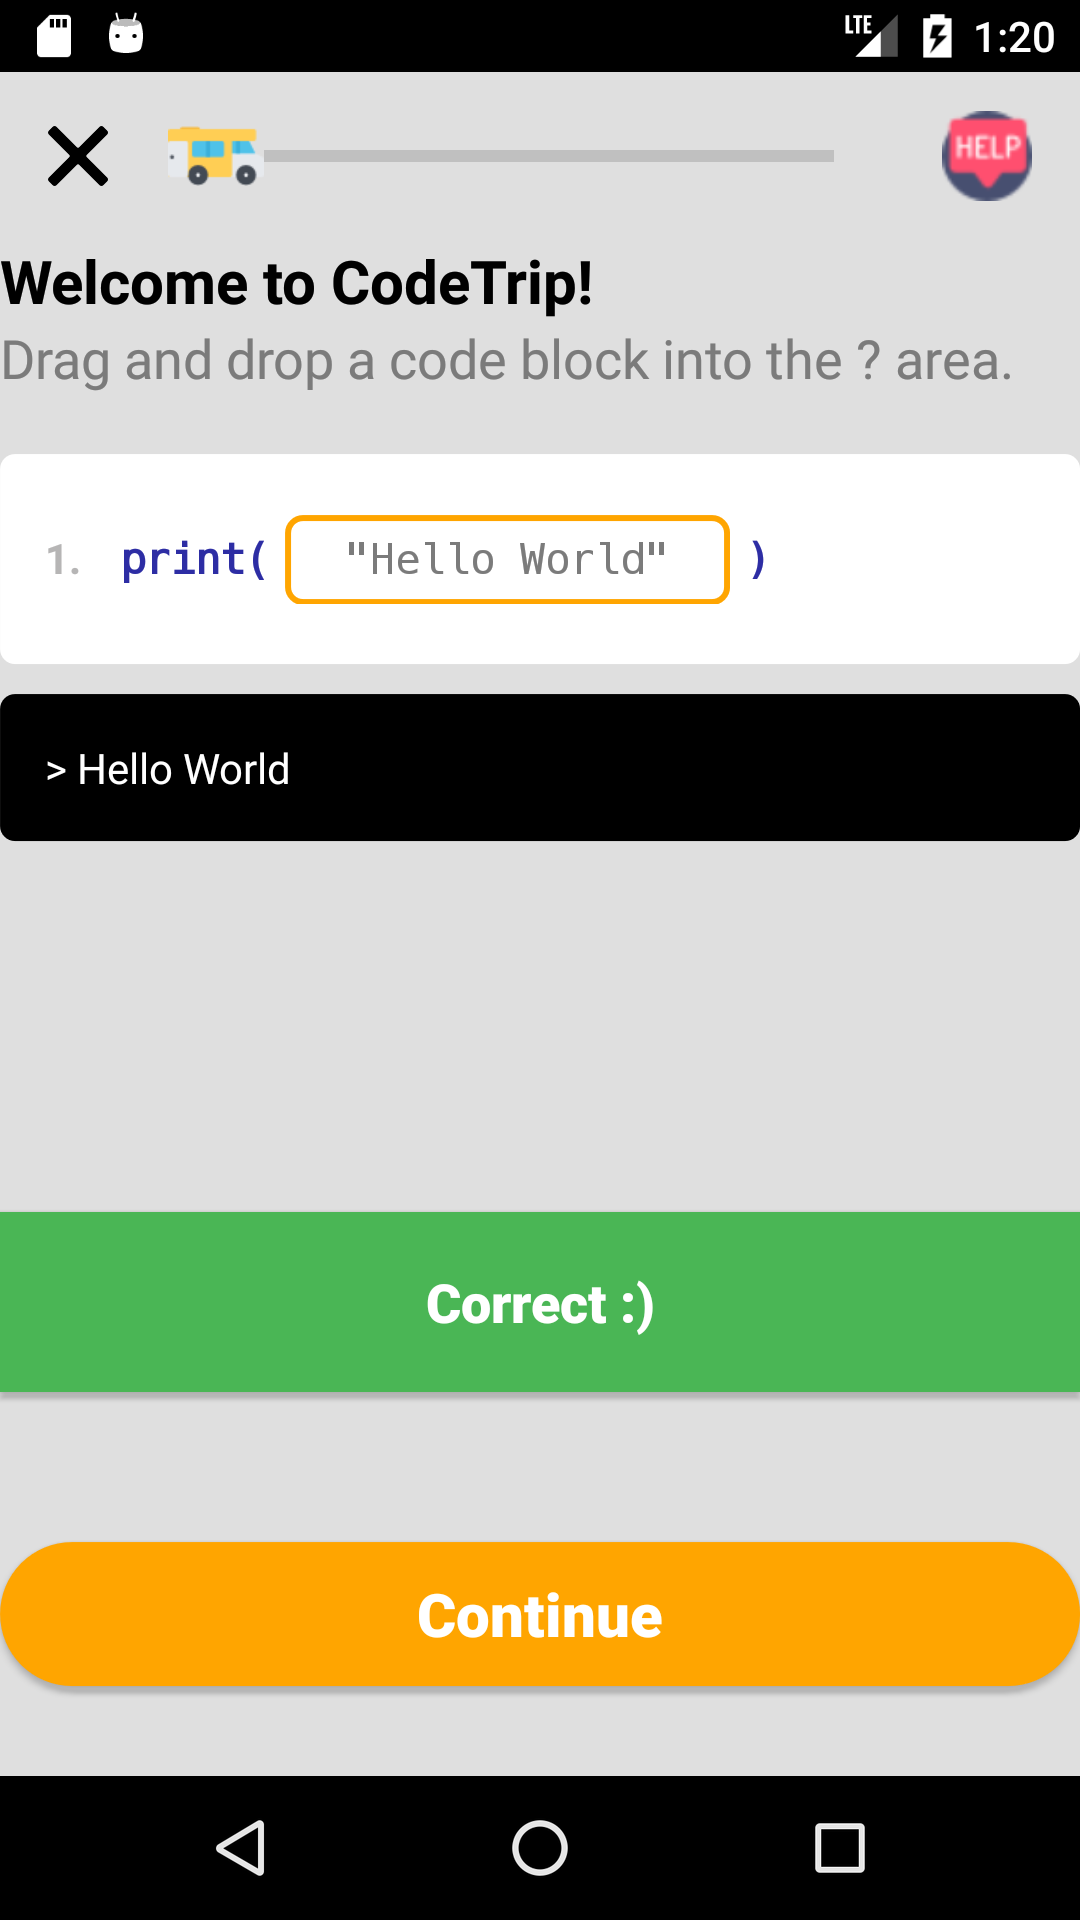 LTE 1:20
HELP
Welcome to CodeTrip!
Drag and drop a code block into the ? area.
1. print( "Hello World" )
> Hello World
Correct :)
Continue